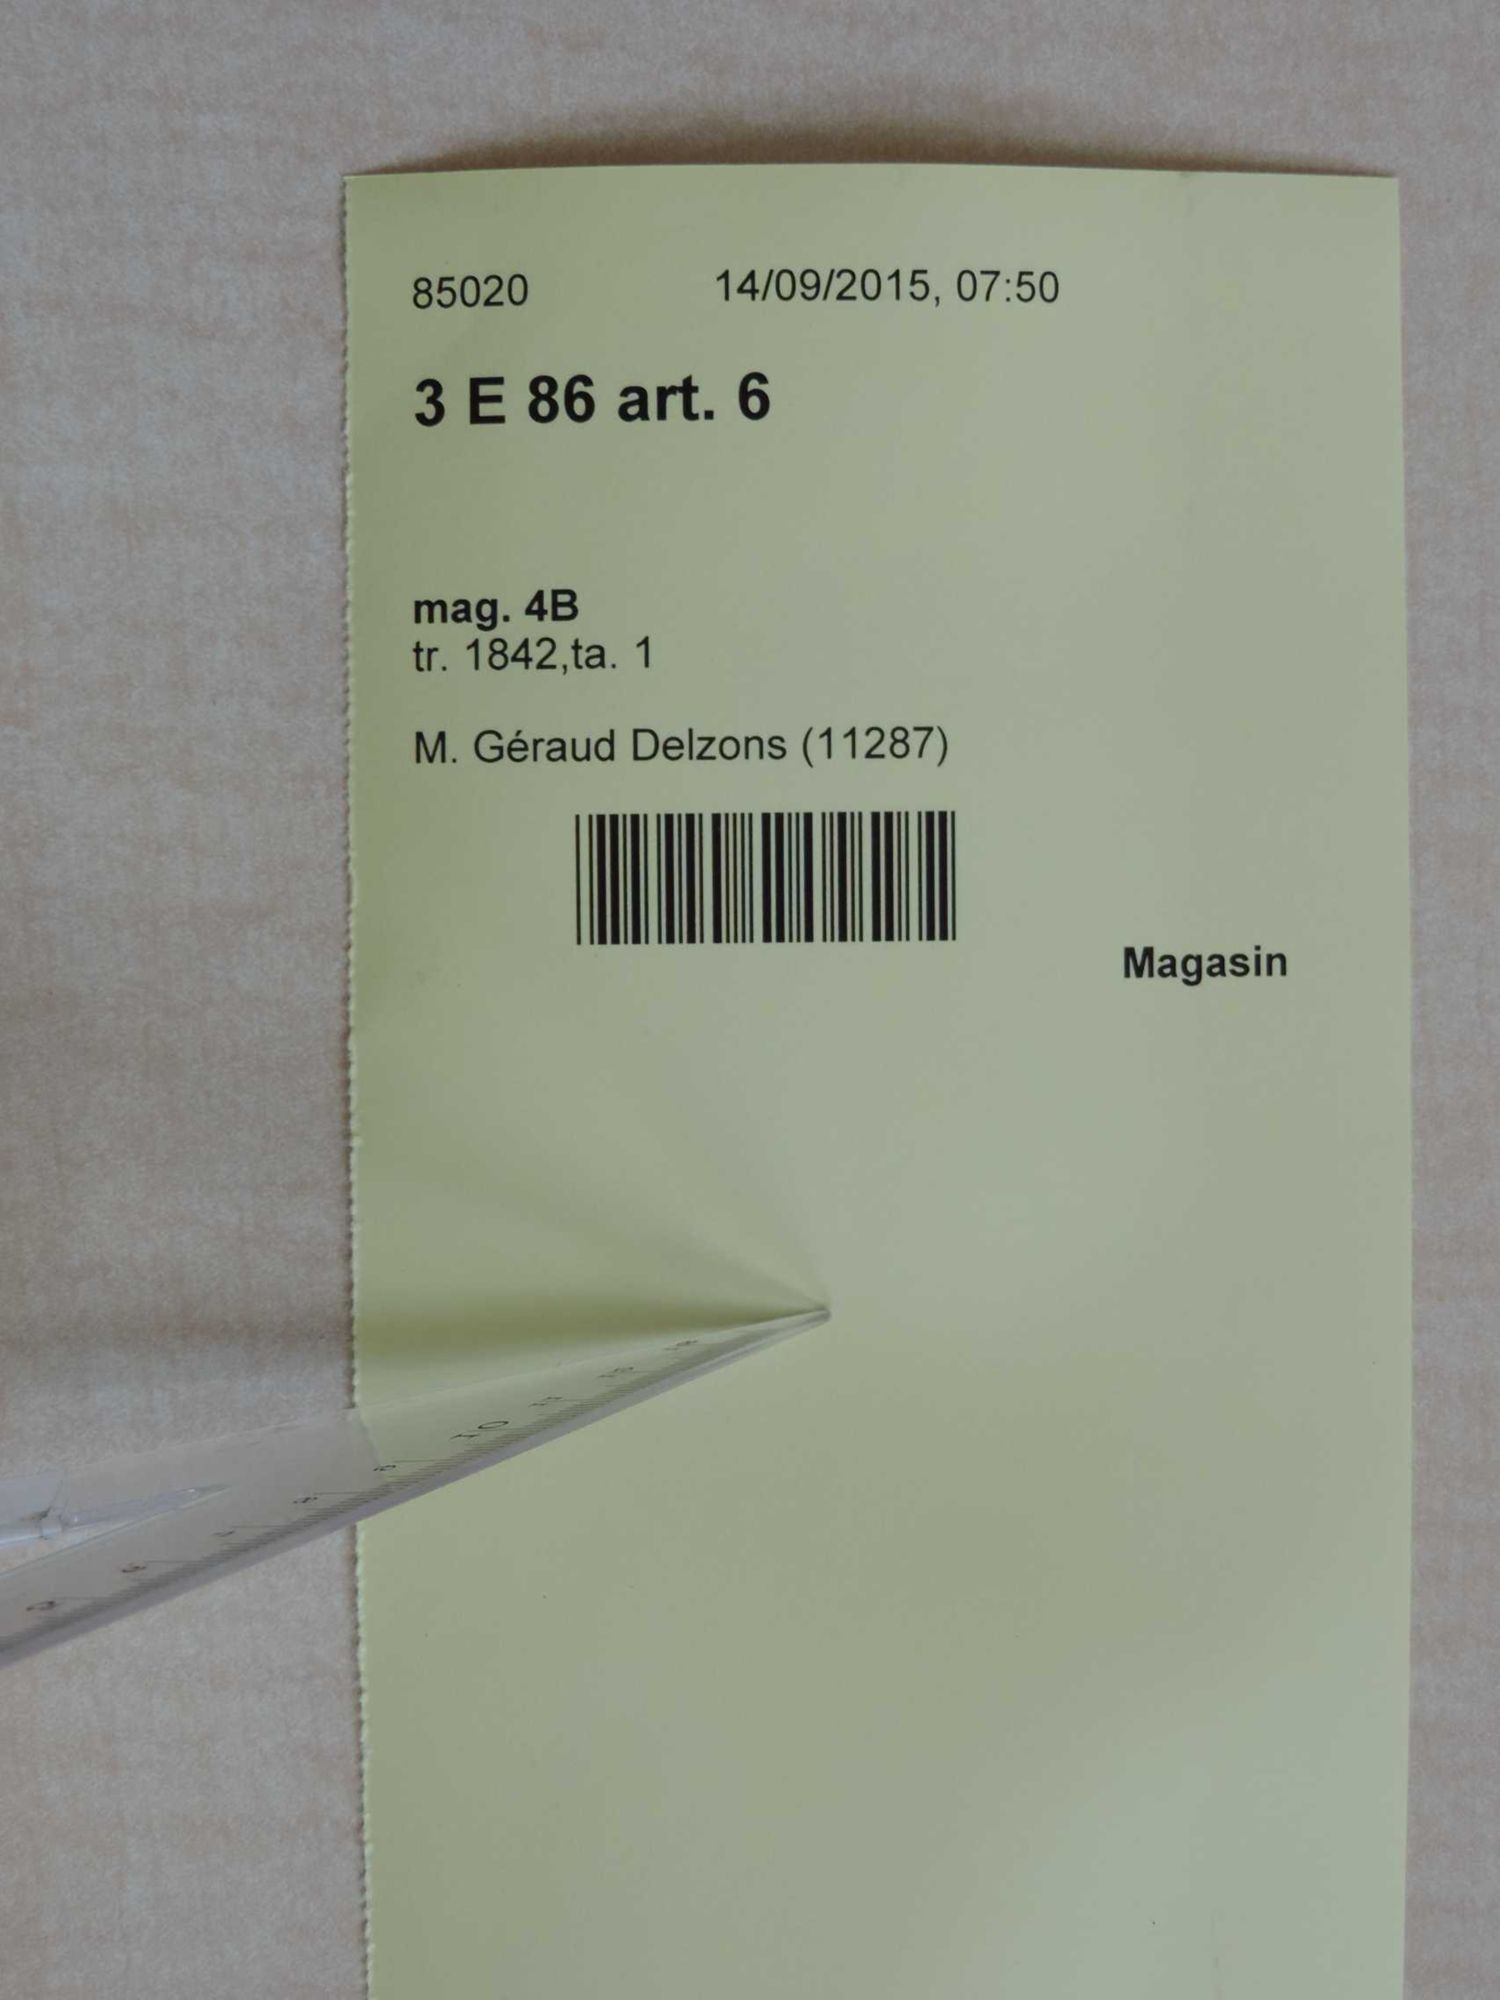 85020 14/09/2015, 07:50
3 E 86 art. 6
mag. 4B
tr. 1842,ta. 1
M. Géraud Delzons (11287)
Magasin